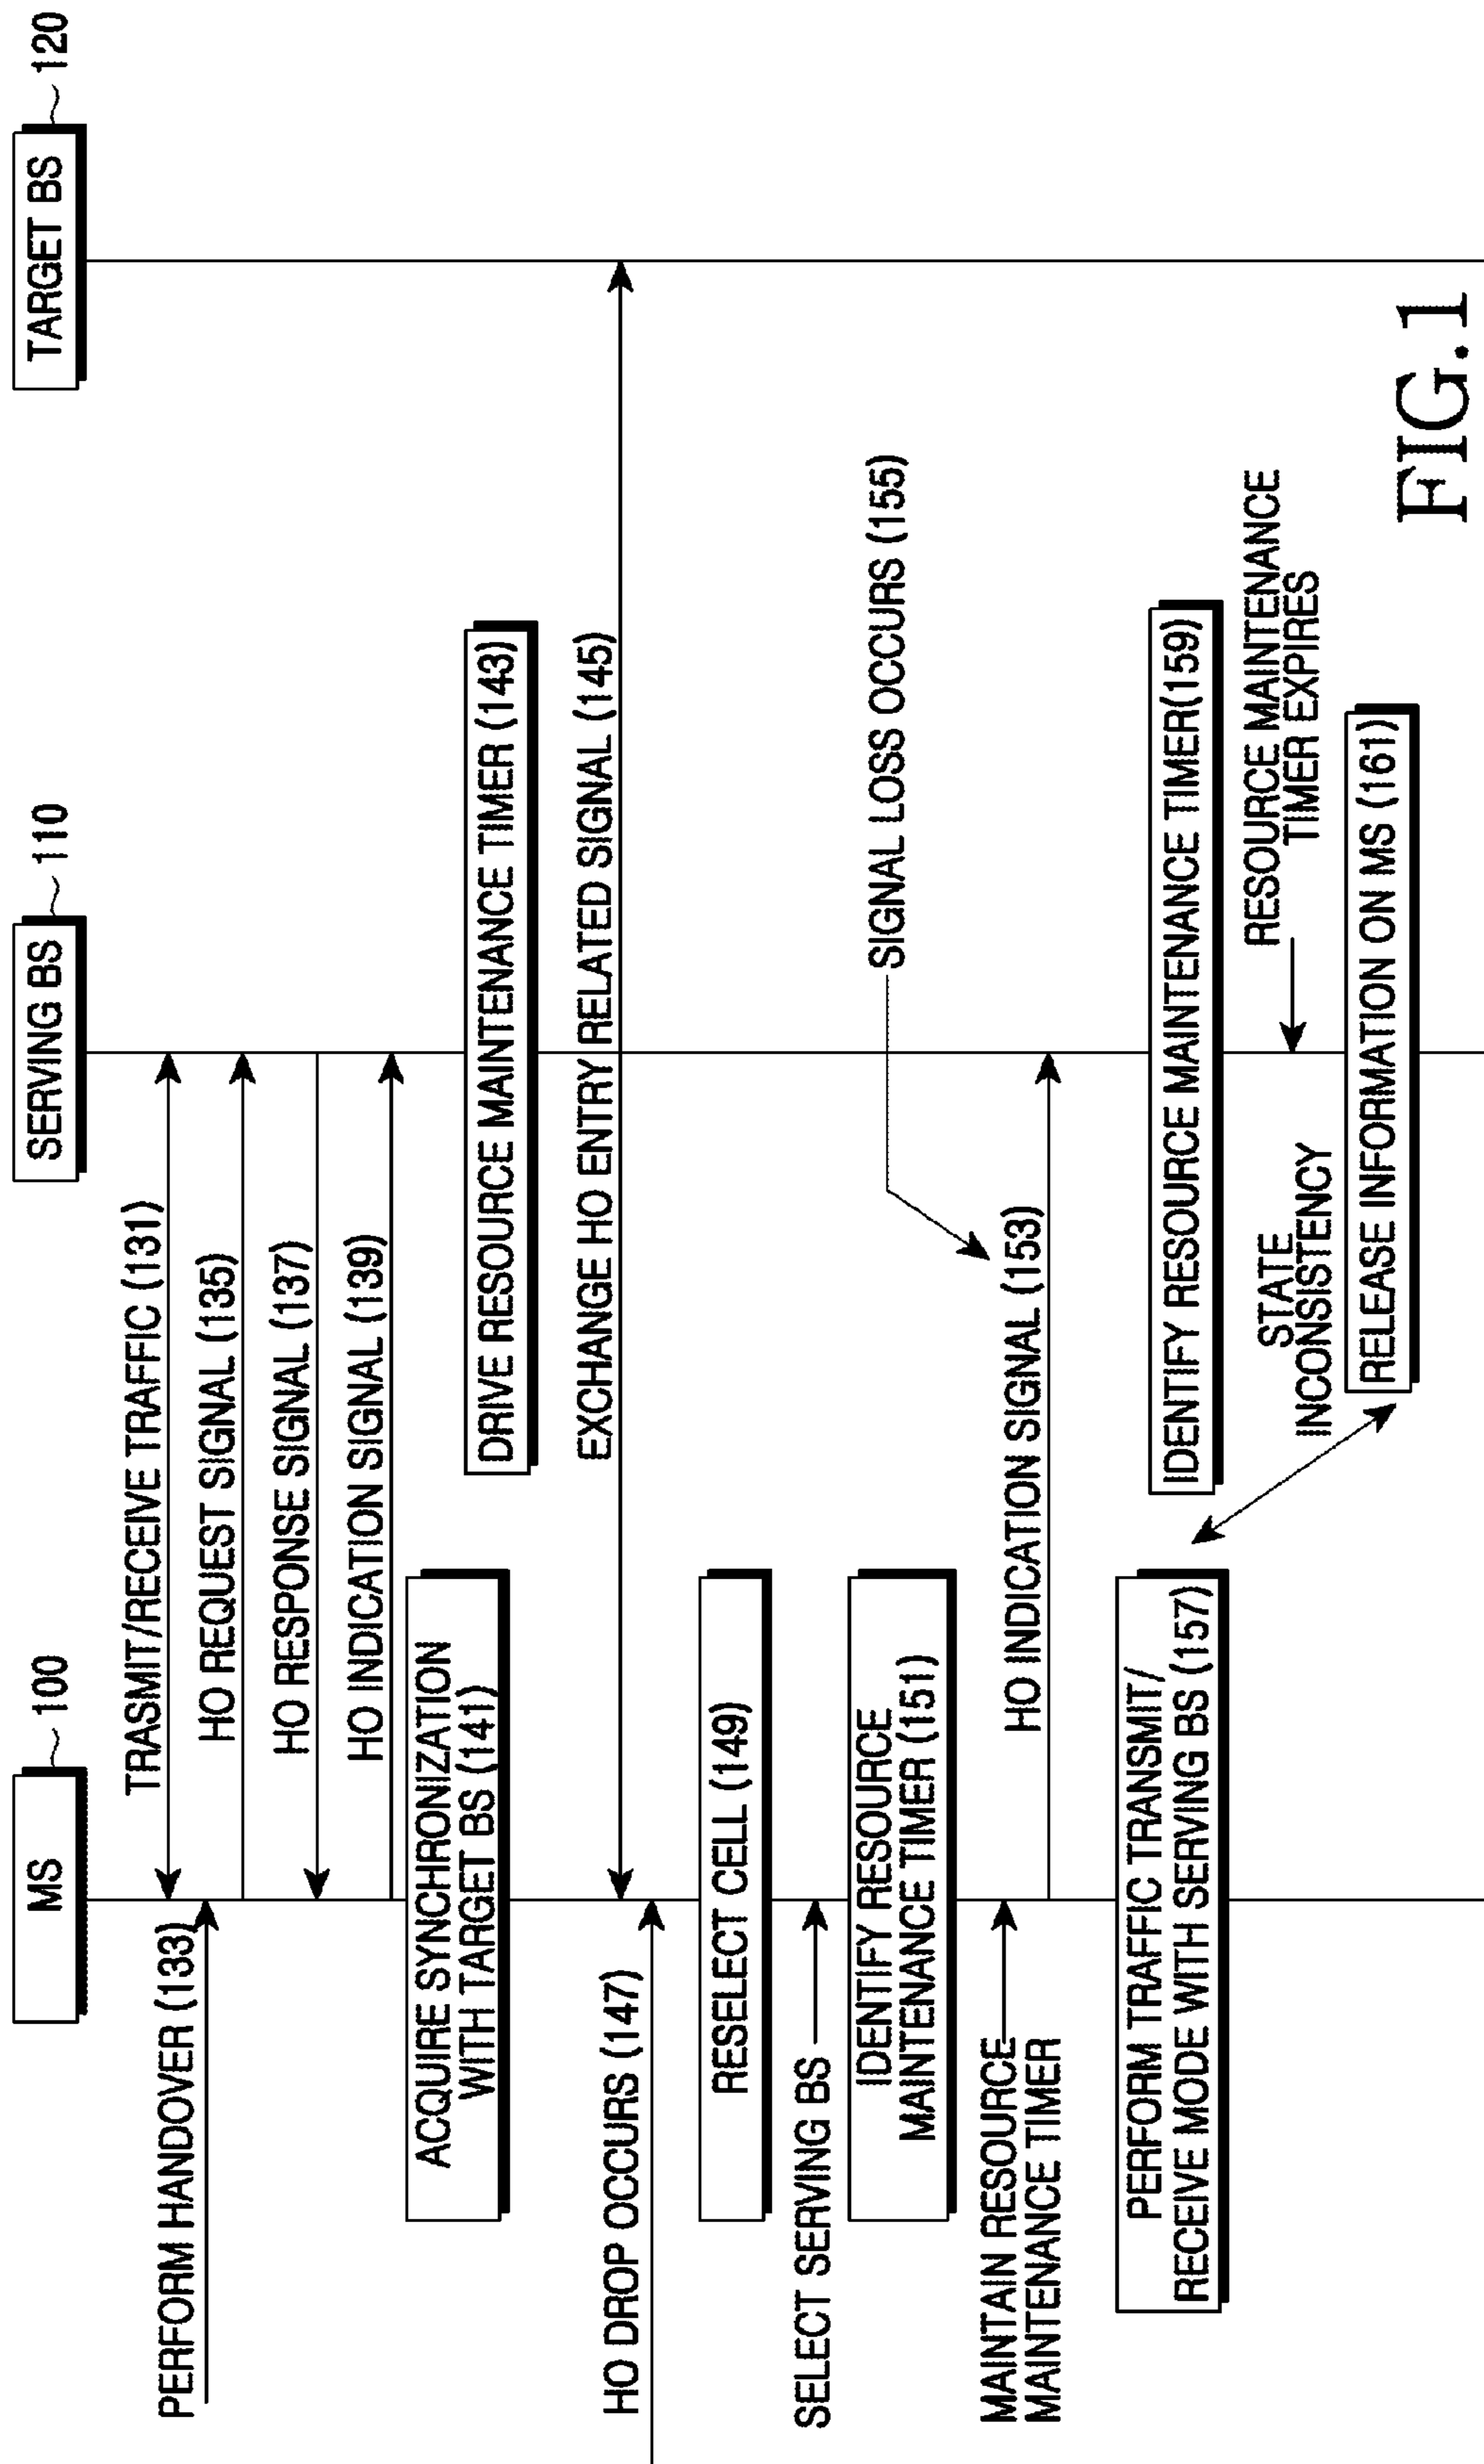 MS
100
SERVING BS
110
TARGET BS
120
TRASMIT/RECEIVE TRAFFIC (131)
PERFORM HANDOVER (133)
HO REQUEST SIGNAL (135)
HO RESPONSE SIGNAL (137)
HO INDICATION SIGNAL (139)
ACQUIRE SYNCHRONIZATION
WITH TARGET BS (141)
DRIVE RESOURCE MAINTENANCE TIMER (143)
EXCHANGE HO ENTRY RELATED SIGNAL (145)
HO DROP OCCURS (147)
RESELECT CELL (149)
SELECT SERVING BS
IDENTIFY RESOURCE
MAINTENANCE TIMER (151)
SIGNAL LOSS OCCURS (155)
MAINTAIN RESOURCE
MAINTENANCE TIMER
HO INDICATION SIGNAL (153)
PERFORM TRAFFIC TRANSMIT/
RECEIVE MODE WITH SERVING BS (157)
IDENTIFY RESOURCE MAINTENANCE TIMER(159)
STATE
INCONSISTENCY
RESOURCE MAINTENANCE
TIMER EXPIRES
RELEASE INFORMATION ON MS (161)
FIG.1